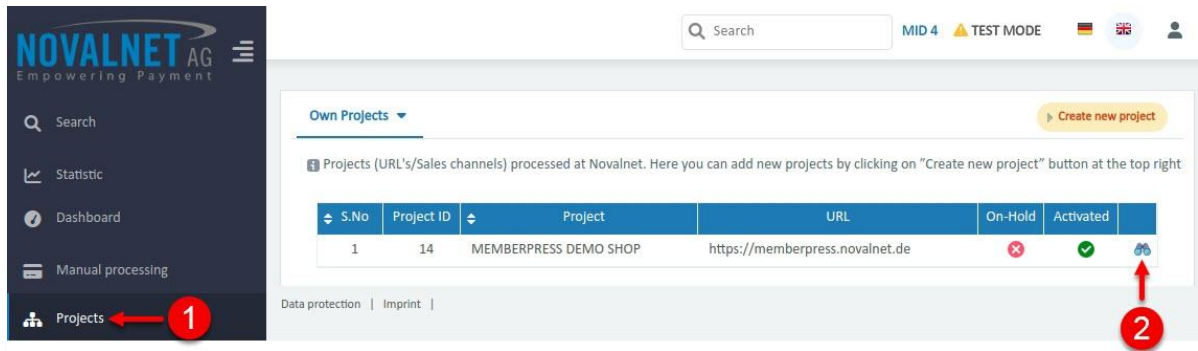 NOVALNET AG
Empowering Payment
Search
Statistic
Dashboard
Manual processing
Projects
1
Search
MID 4
TEST MODE
Own Projects
Create new project
Projects (URL's/Sales channels) processed at Novalnet. Here you can add new projects by clicking on "Create new project" button at the top right
S.No Project ID Project URL On-Hold Activated
1 14 MEMBERPRESS DEMO SHOP https://memberpress.novalnet.de
Data protection | Imprint |
2